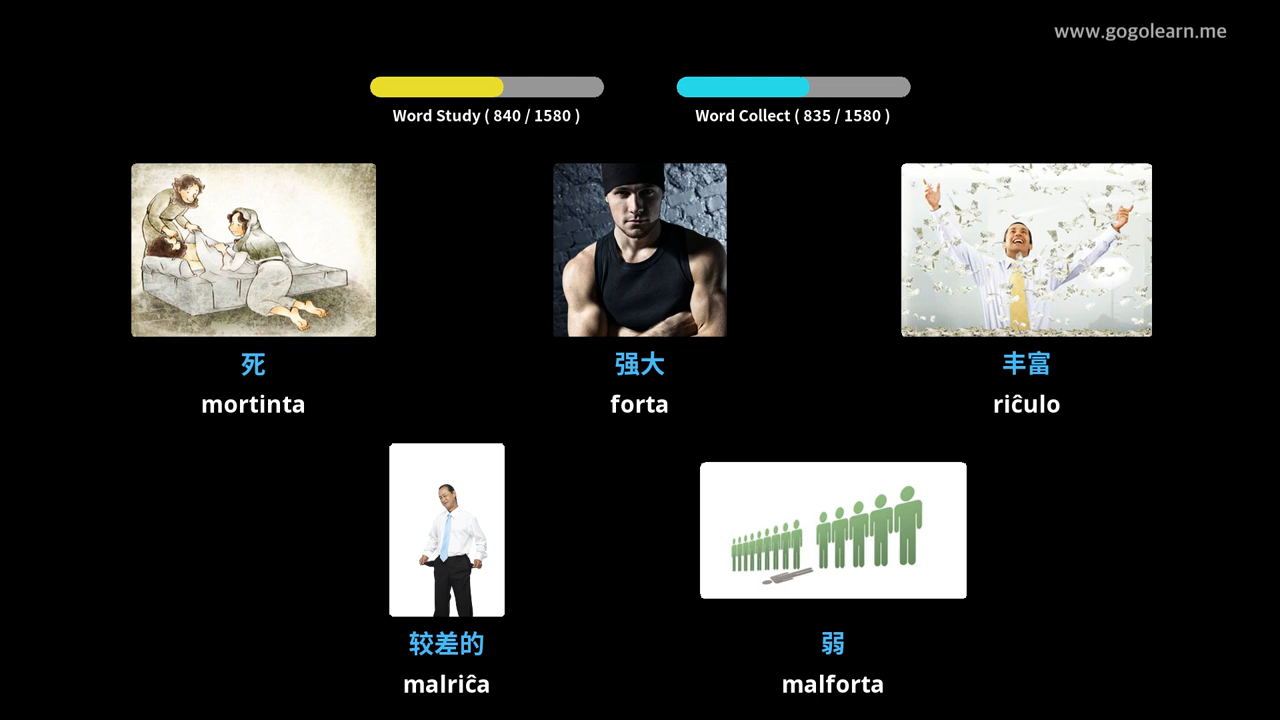 www.gogolearn.me
Word Study ( 840 / 1580 )
Word Collect ( 835 / 1580 )
死
mortinta
强大
forta
丰富
riĉulo
较差的
malriĉa
弱
malforta